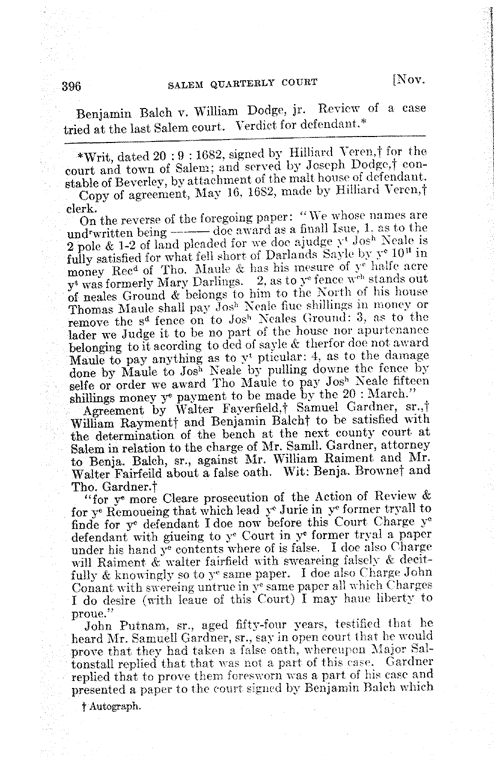 396 SALEM QUARTERLY COURT [Nov.
Benjamin Balch v. William Dodge, jr. Review of a case
tried at the last Salem court. Verdict for defendant.*
*Writ, dated 20 : 9 : 1682, signed by Hilliard Veren,† for the
court and town of Salem; and served by Joseph Dodge,† con-
stable of Beverley, by attachment of the malt house of defendant.
Copy of agreement, May 16, 1682, made by Hilliard Veren,†
clerk.
On the reverse of the foregoing paper: "We whose names are
undʳwritten being ——— doe award as a finall Isue, 1. as to the
2 pole & 1-2 of land pleaded for we doe ajudge yᵗ Josʰ Neale is
fully satisfied for what fell short of Darlands Sayle by yᵉ 10ˡˡ in
money Recᵈ of Tho. Maule & has his mesure of yᵉ halfe acre
yᵗ was formerly Mary Darlings. 2, as to yᵉ fence wᶜʰ stands out
of neales Ground & belongs to him to the North of his house
Thomas Maule shall pay Josʰ Neale fiue shillings in money or
remove the sᵈ fence on to Josʰ Neales Ground: 3, as to the
lader we Judge it to be no part of the house nor apurtenance
belonging to it acording to ded of sayle & therfor doe not award
Maule to pay anything as to yᵗ pticular: 4, as to the damage
done by Maule to Josʰ Neale by pulling downe the fence by
selfe or order we award Tho Maule to pay Josʰ Neale fifteen
shillings money yᵉ payment to be made by the 20 : March."
Agreement by Walter Fayerfield,† Samuel Gardner, sr.,†
William Rayment† and Benjamin Balch† to be satisfied with
the determination of the bench at the next county court at
Salem in relation to the charge of Mr. Samll. Gardner, attorney
to Benja. Balch, sr., against Mr. William Raiment and Mr.
Walter Fairfeild about a false oath. Wit: Benja. Browne† and
Tho. Gardner.†
"for yᵉ more Cleare prosecution of the Action of Review &
for yᵉ Remoueing that which lead yᵉ Jurie in yᵉ former tryall to
finde for yᵉ defendant I doe now before this Court Charge yᵉ
defendant with giueing to yᵉ Court in yᵉ former tryal a paper
under his hand yᵉ contents where of is false. I doe also Charge
will Raiment & walter fairfield with sweareing falsely & decit-
fully & knowingly so to yᵉ same paper. I doe also Charge John
Conant with swereing untrue in yᵉ same paper all which Charges
I do desire (with leaue of this Court) I may haue liberty to
proue."
John Putnam, sr., aged fifty-four years, testified that he
heard Mr. Samuell Gardner, sr., say in open court that he would
prove that they had taken a false oath, whereupon Major Sal-
tonstall replied that that was not a part of this case. Gardner
replied that to prove them foresworn was a part of his case and
presented a paper to the court signed by Benjamin Balch which
† Autograph.